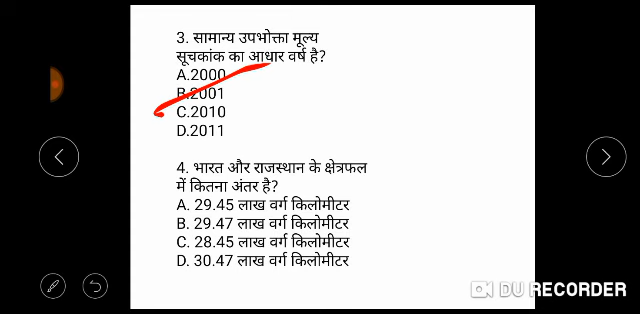 3. सामान्य उपभोक्ता मूल्य
सूचकांक का आधार वर्ष है?
A.2000
B.2001
C.2010
D.2011
4. भारत और राजस्थान के क्षेत्रफल
में कितना अंतर है?
A. 29.45 लाख वर्ग किलोमीटर
B. 29.47 लाख वर्ग किलोमीटर
C. 28.45 लाख वर्ग किलोमीटर
D. 30.47 लाख वर्ग किलोमीटर
DU RECORDER